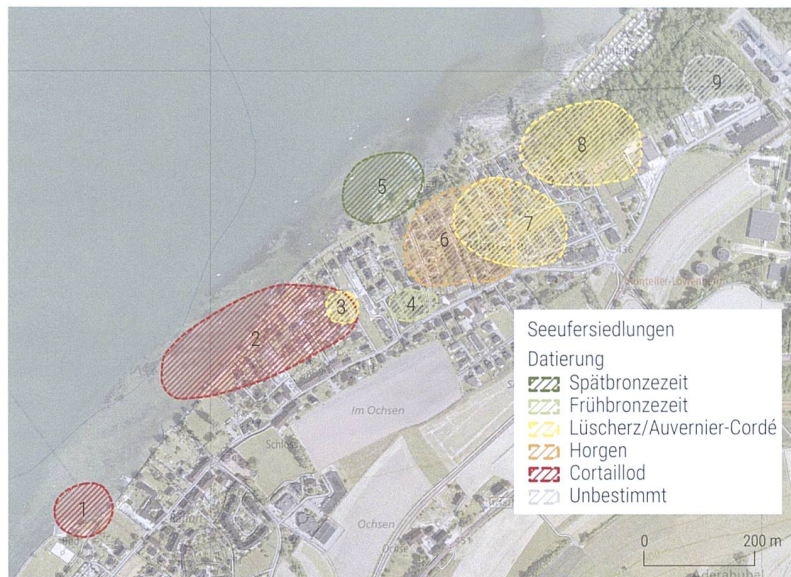 9
8
5
6
7
3
4
2
1
Im Ochsen
Schloss
Ochsen
Seeufersiedlungen
Datierung
Spätbronzezeit
Frühbronzezeit
Lüscherz/Auvernier-Cordé
Horgen
Cortaillod
Unbestimmt
0 200 m